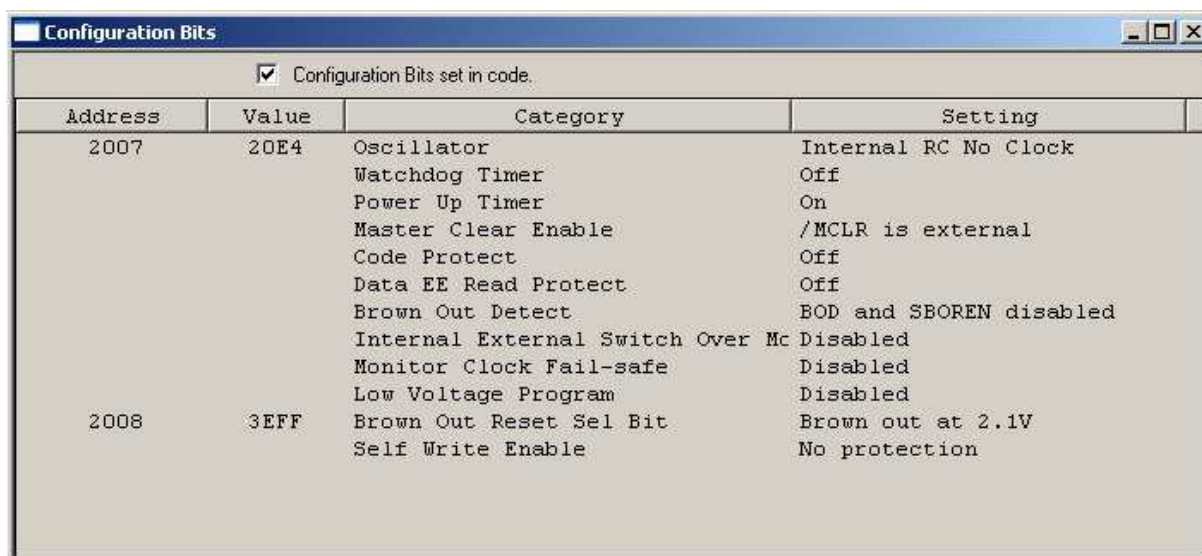 Configuration Bits
Configuration Bits set in code.
Address Value Category Setting
2007 20E4 Oscillator Internal RC No Clock
Watchdog Timer Off
Power Up Timer On
Master Clear Enable /MCLR is external
Code Protect Off
Data EE Read Protect Off
Brown Out Detect BOD and SBOREN disabled
Internal External Switch Over Mc Disabled
Monitor Clock Fail-safe Disabled
Low Voltage Program Disabled
2008 3EFF Brown Out Reset Sel Bit Brown out at 2.1V
Self Write Enable No protection